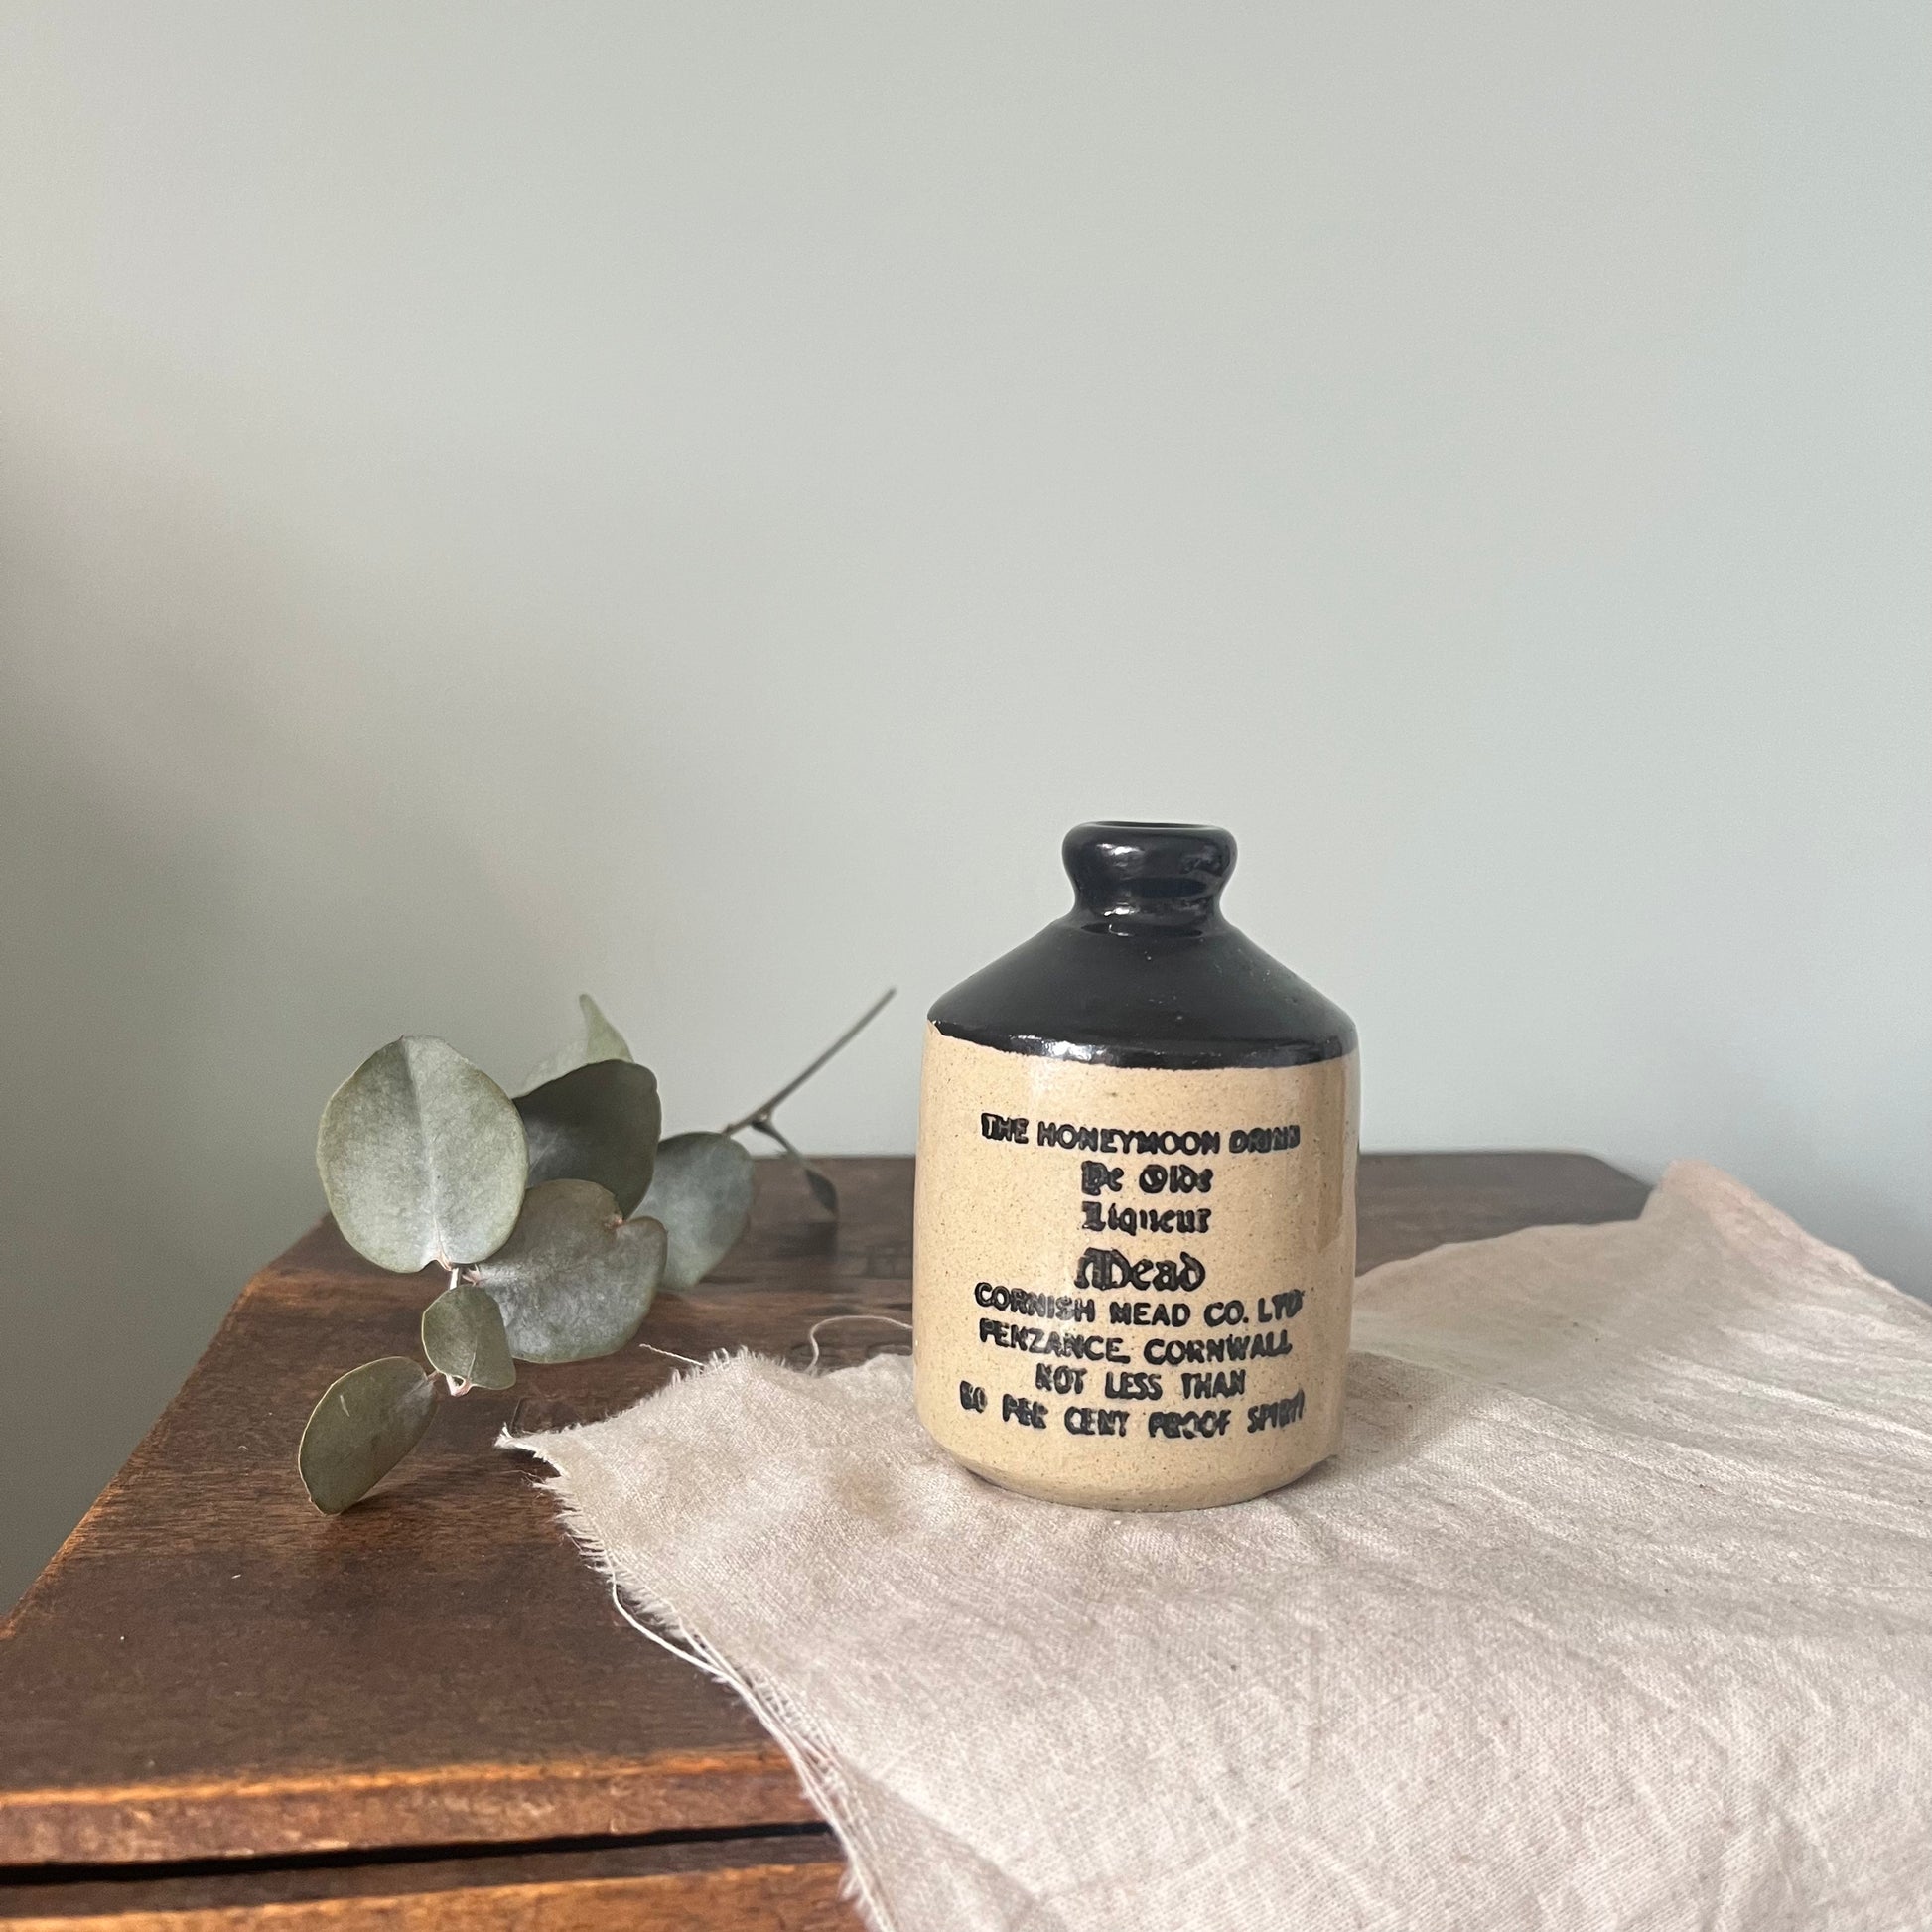 THE HONEYMOON DRINK
Ye Olde
Liqueur
Mead
CORNISH MEAD CO. LTD
PENZANCE, CORNWALL
NOT LESS THAN
PER CENT PROOF SPIRIT